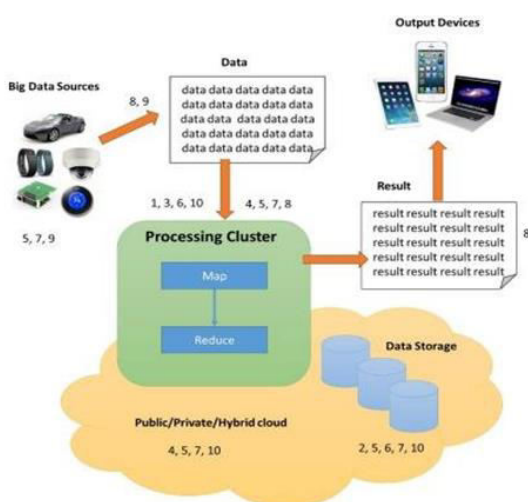 Output Devices
Data
Big Data Sources
8, 9
data data data data data
data data data data data
data data  data data data
data data data data data
data data data data data
5, 7, 9
1, 3, 6, 10
4, 5, 7, 8
Result
result result result result
result result result result
result result result result
result result result result
result result result result
8
Processing Cluster
Map
Reduce
Data Storage
Public/Private/Hybrid cloud
4, 5, 7, 10
2, 5, 6, 7, 10